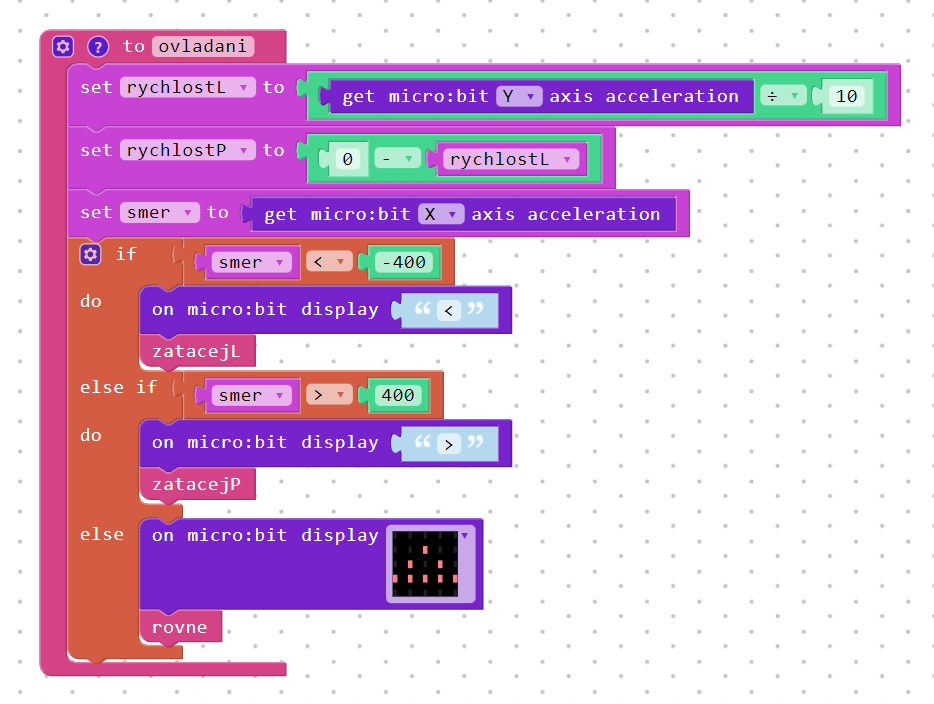 ? to ovladani
set rychlostL to get micro:bit Y axis acceleration ÷ 10
set rychlostP to 0 - rychlostL
set smer to get micro:bit X axis acceleration
if smer < -400
do on micro:bit display “ < ”
zatacejL
else if smer > 400
do on micro:bit display “ > ”
zatacejP
else on micro:bit display
rovne